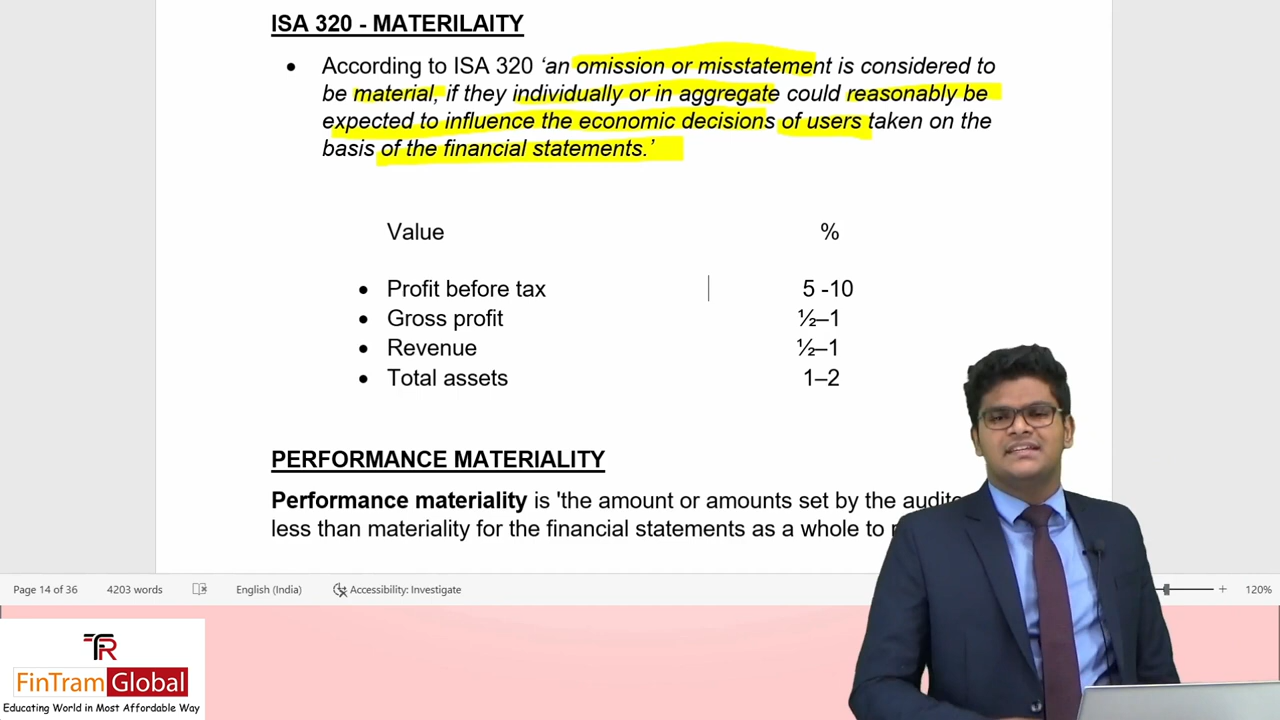 ISA 320 - MATERILAITY
• According to ISA 320 ‘an omission or misstatement is considered to
be material, if they individually or in aggregate could reasonably be
expected to influence the economic decisions of users taken on the
basis of the financial statements.’
Value %
• Profit before tax 5 -10
• Gross profit ½–1
• Revenue ½–1
• Total assets 1–2
PERFORMANCE MATERIALITY
Performance materiality is 'the amount or amounts set by the
less than materiality for the financial statements as a whole to
Page 14 of 36 4203 words English (India) Accessibility: Investigate 120%
TR
FinTram Global
Educating World in Most Affordable Way